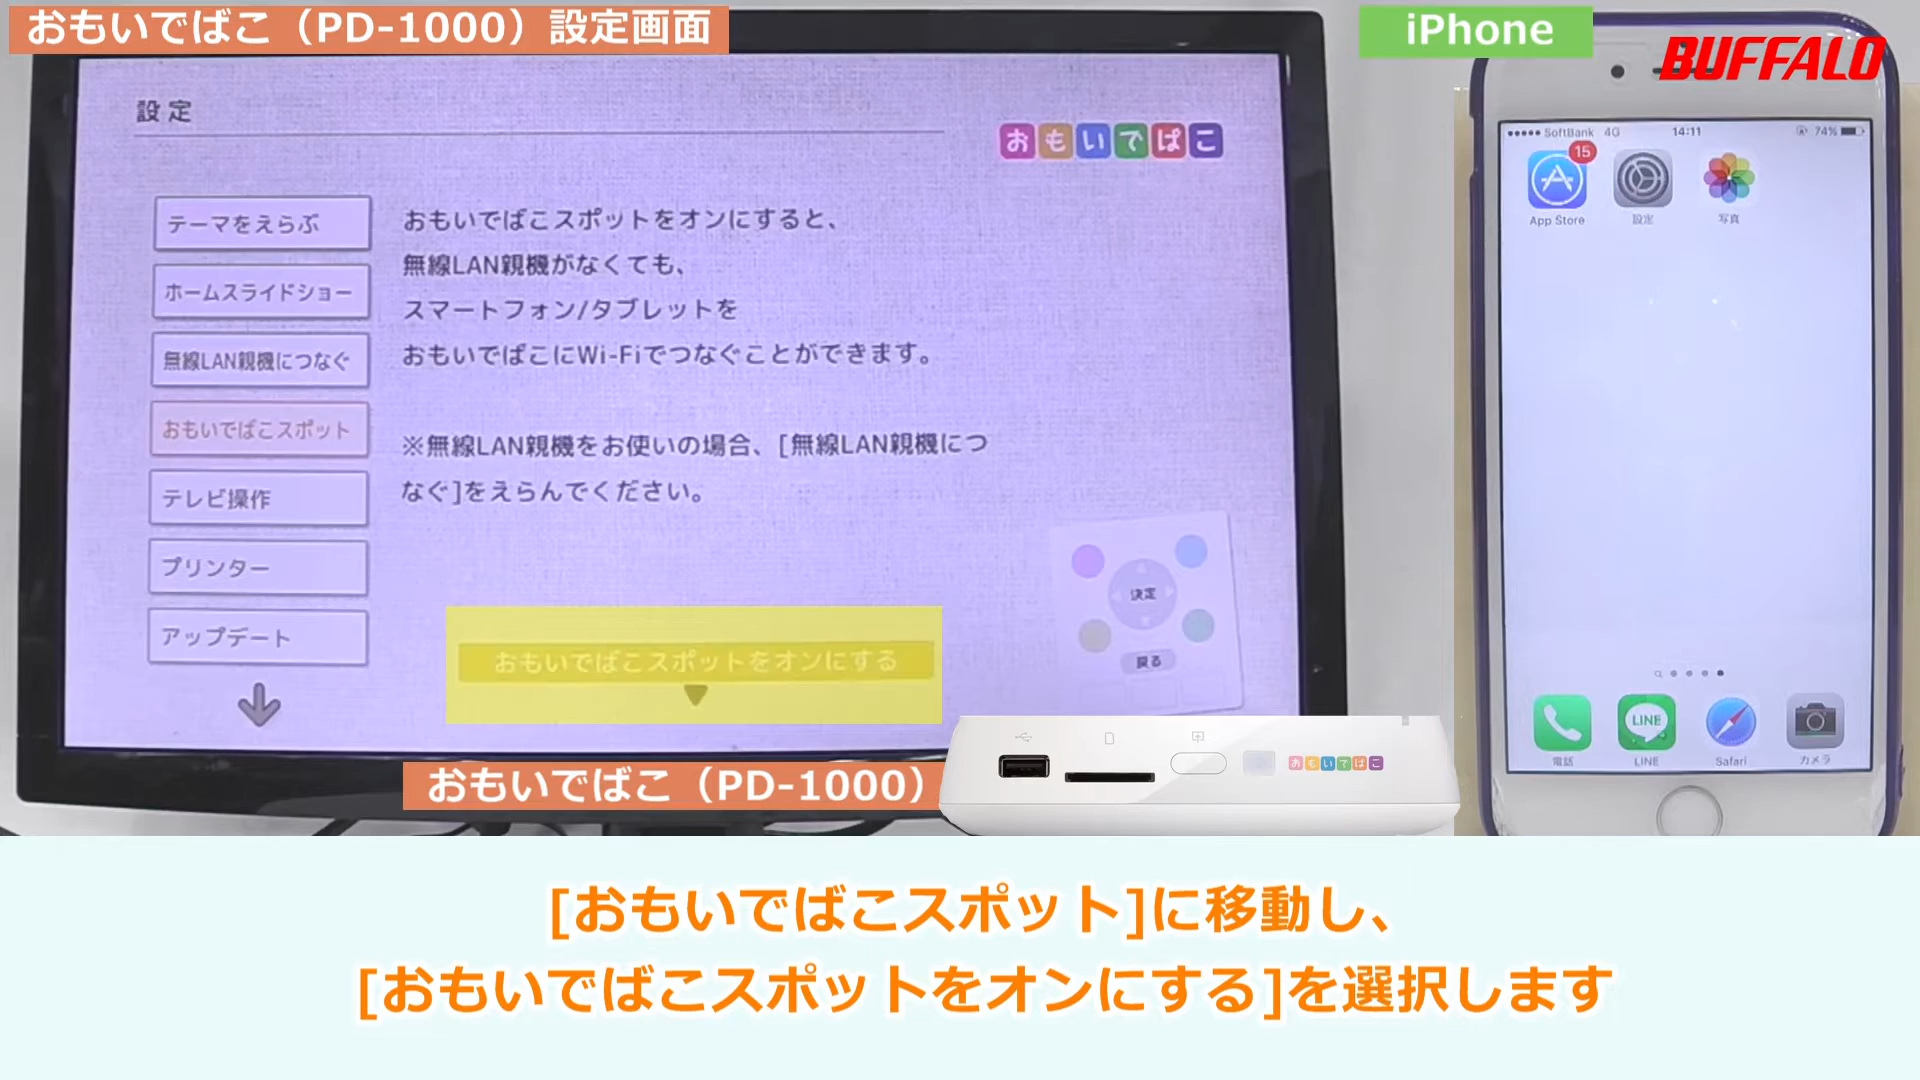 おもいでばこ（PD-1000）設定画面
iPhone
BUFFALO
設定
おもいでばこ
テーマをえらぶ
ホームスライドショー
無線LAN親機につなぐ
おもいでばこスポット
テレビ操作
プリンター
アップデート
おもいでばこスポットをオンにすると、
無線LAN親機がなくても、
スマートフォン/タブレットを
おもいでばこにWi-Fiでつなぐことができます。
※無線LAN親機をお使いの場合、[無線LAN親機につ
なぐ]をえらんでください。
おもいでばこスポットをオンにする
決定
戻る
SoftBank 4G 14:11 74%
15
App Store 設定 写真
LINE
電話 LINE Safari カメラ
おもいでばこ（PD-1000）
おもいでばこ
[おもいでばこスポット]に移動し、
[おもいでばこスポットをオンにする]を選択します